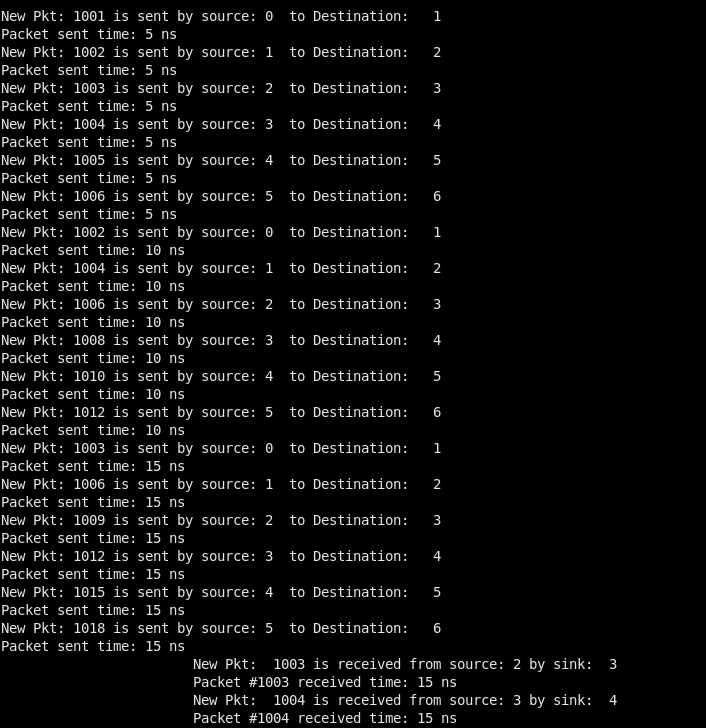 New Pkt: 1001 is sent by source: 0  to Destination:   1
Packet sent time: 5 ns
New Pkt: 1002 is sent by source: 1  to Destination:   2
Packet sent time: 5 ns
New Pkt: 1003 is sent by source: 2  to Destination:   3
Packet sent time: 5 ns
New Pkt: 1004 is sent by source: 3  to Destination:   4
Packet sent time: 5 ns
New Pkt: 1005 is sent by source: 4  to Destination:   5
Packet sent time: 5 ns
New Pkt: 1006 is sent by source: 5  to Destination:   6
Packet sent time: 5 ns
New Pkt: 1002 is sent by source: 0  to Destination:   1
Packet sent time: 10 ns
New Pkt: 1004 is sent by source: 1  to Destination:   2
Packet sent time: 10 ns
New Pkt: 1006 is sent by source: 2  to Destination:   3
Packet sent time: 10 ns
New Pkt: 1008 is sent by source: 3  to Destination:   4
Packet sent time: 10 ns
New Pkt: 1010 is sent by source: 4  to Destination:   5
Packet sent time: 10 ns
New Pkt: 1012 is sent by source: 5  to Destination:   6
Packet sent time: 10 ns
New Pkt: 1003 is sent by source: 0  to Destination:   1
Packet sent time: 15 ns
New Pkt: 1006 is sent by source: 1  to Destination:   2
Packet sent time: 15 ns
New Pkt: 1009 is sent by source: 2  to Destination:   3
Packet sent time: 15 ns
New Pkt: 1012 is sent by source: 3  to Destination:   4
Packet sent time: 15 ns
New Pkt: 1015 is sent by source: 4  to Destination:   5
Packet sent time: 15 ns
New Pkt: 1018 is sent by source: 5  to Destination:   6
Packet sent time: 15 ns
                        New Pkt:  1003 is received from source: 2 by sink:  3
                        Packet #1003 received time: 15 ns
                        New Pkt:  1004 is received from source: 3 by sink:  4
                        Packet #1004 received time: 15 ns